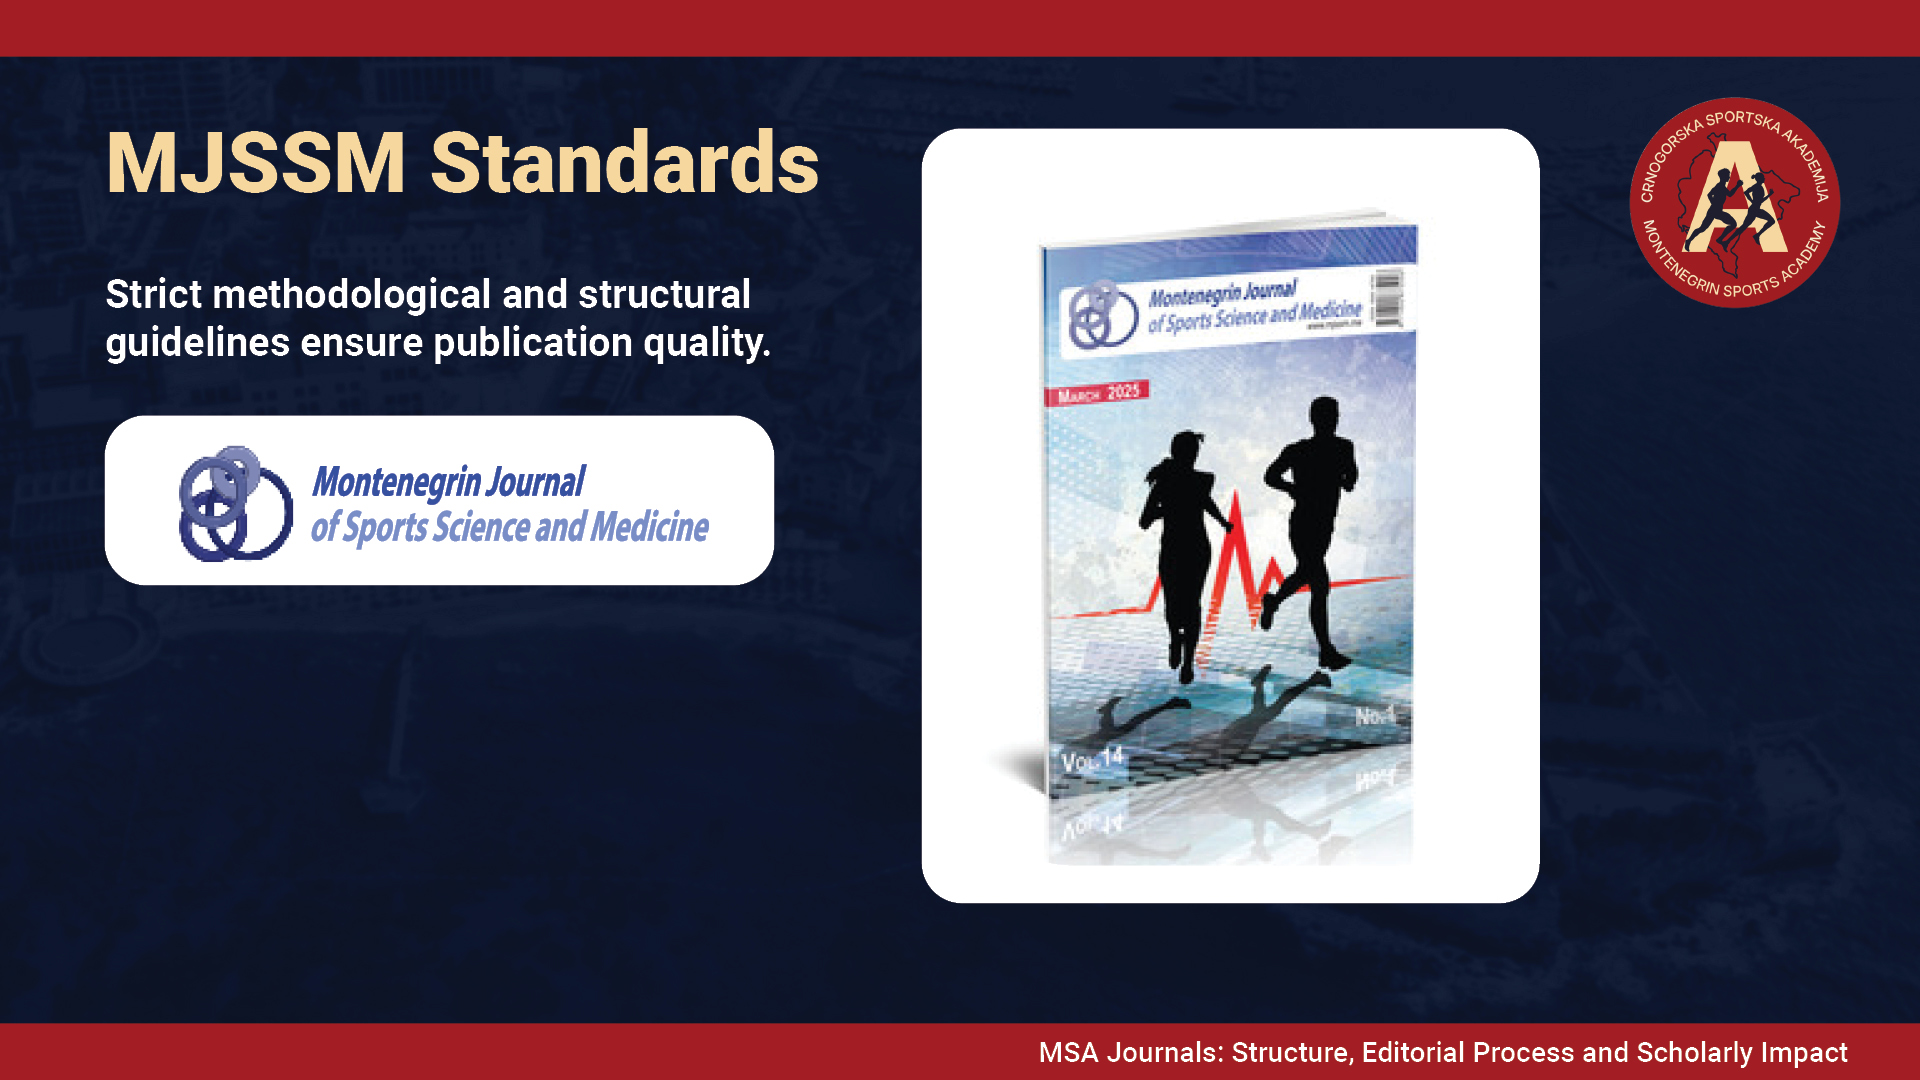 MJSSM Standards
Strict methodological and structural
guidelines ensure publication quality.
Montenegrin Journal
of Sports Science and Medicine
Montenegrin Journal
of Sports Science and Medicine
MARCH 2025
No.1
VOL.14
CRNOGORSKA SPORTSKA AKADEMIJA
MONTENEGRIN SPORTS ACADEMY
MSA Journals: Structure, Editorial Process and Scholarly Impact